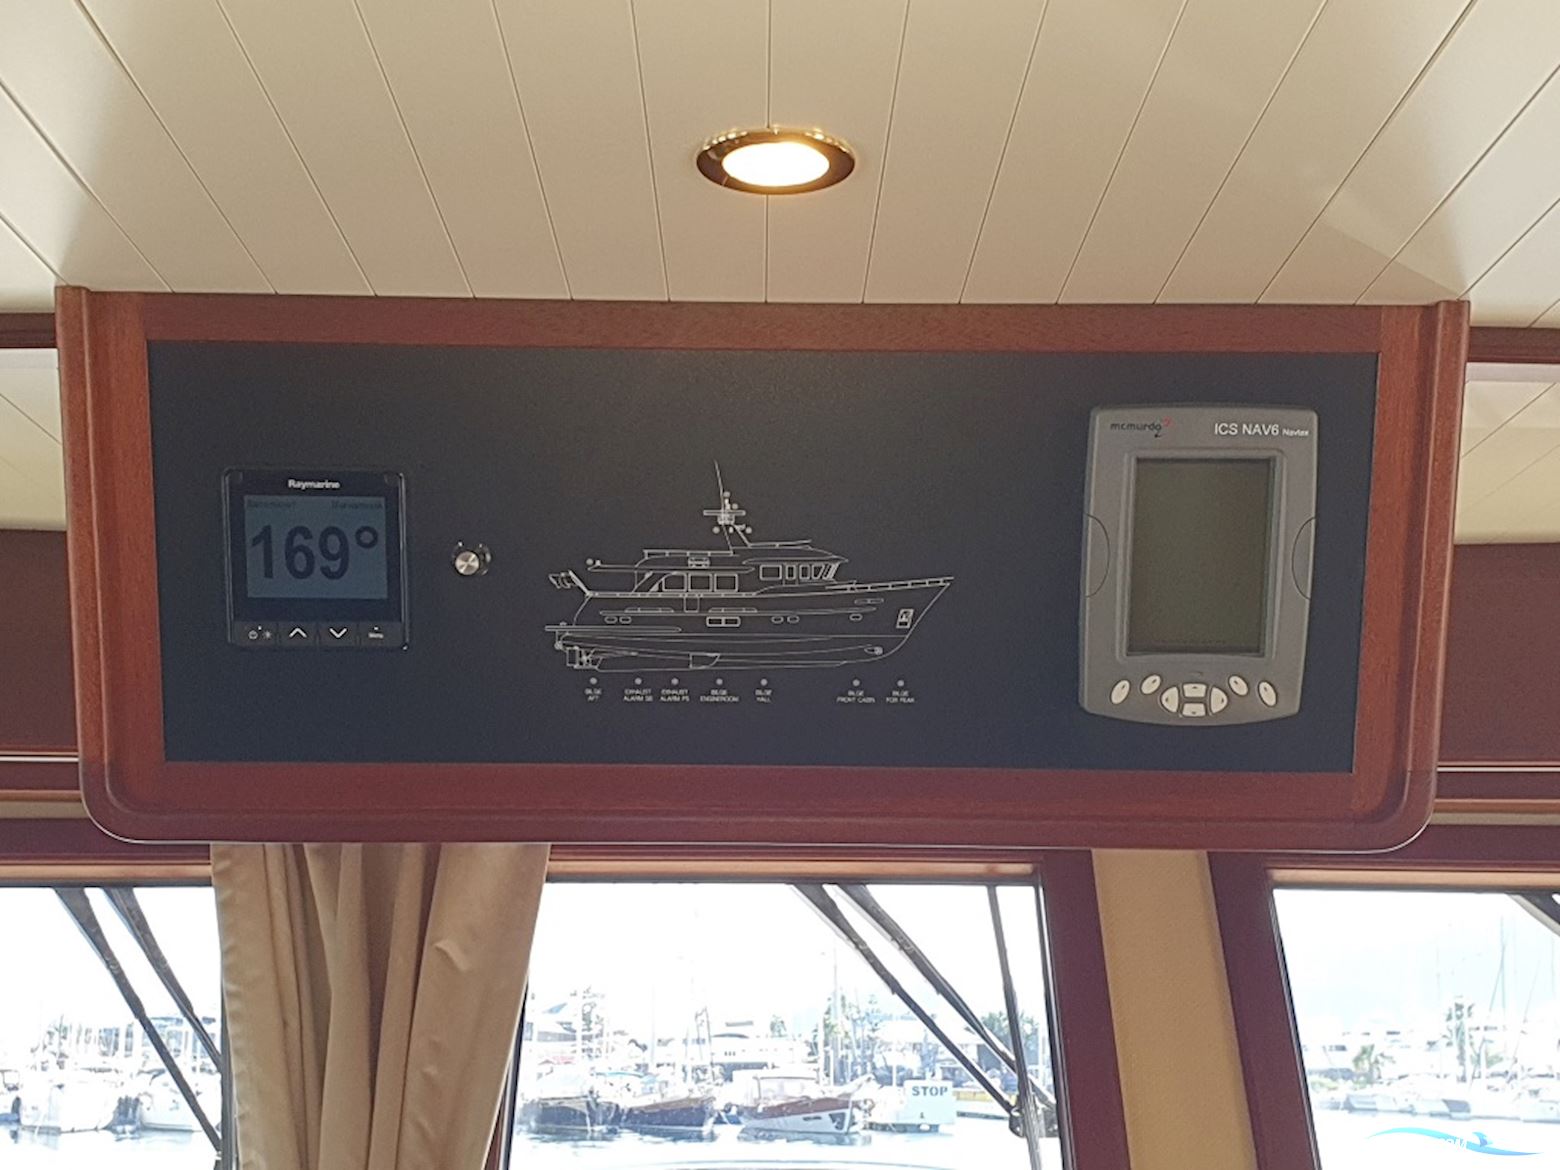 Raymarine
169°
Menu
mcmurdo
ICS NAV6 Navtex
BILGE AFT
EXHAUST ALARM SB
EXHAUST ALARM PS
BILGE ENGINEROOM
BILGE HALL
BILGE FRONT CABIN
BILGE FOR PEAK
STOP